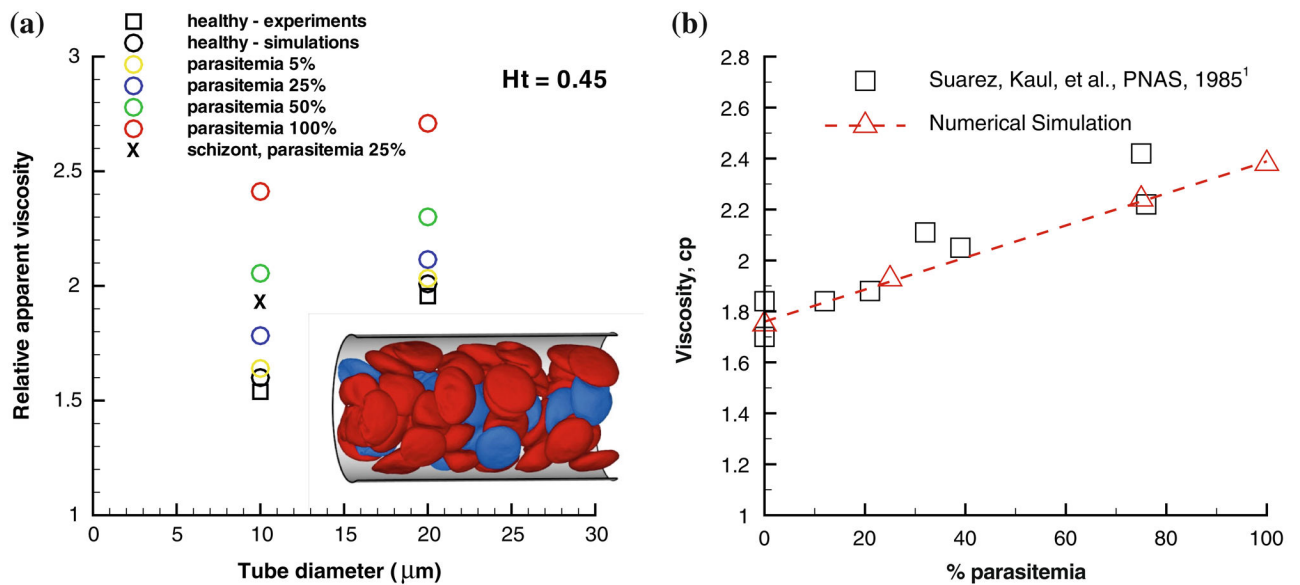 (a)
healthy - experiments
healthy - simulations
parasitemia 5%
parasitemia 25%
parasitemia 50%
parasitemia 100%
X schizont, parasitemia 25%
Ht = 0.45
3
2.5
2
1.5
1
X
Relative apparent viscosity
0 5 10 15 20 25 30
Tube diameter (μm)
(b)
Suarez, Kaul, et al., PNAS, 1985¹
Numerical Simulation
2.8
2.6
2.4
2.2
2
1.8
1.6
1.4
1.2
1
Viscosity, cp
0 20 40 60 80 100
% parasitemia